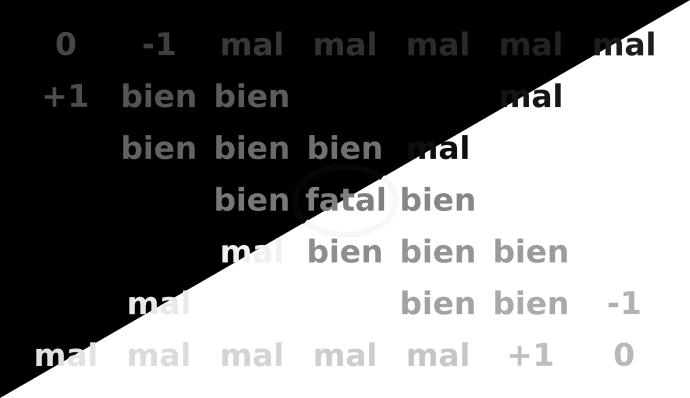 0 -1 mal mal mal mal mal
+1 bien bien mal
bien bien bien mal
bien fatal bien
mal bien bien bien
mal bien bien -1
mal mal mal mal mal +1 0